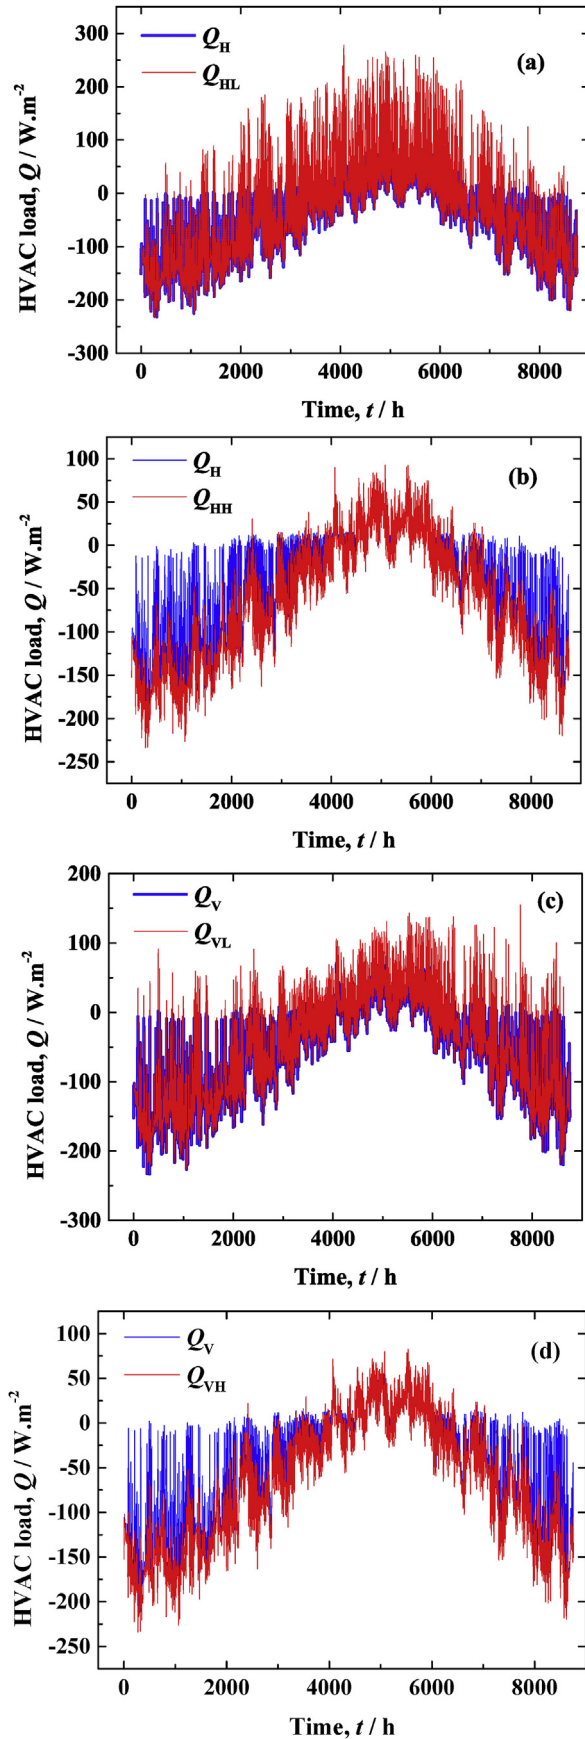 Q_H
Q_HL
(a)
HVAC load, Q / W.m⁻²
300
200
100
0
-100
-200
-300
0 2000 4000 6000 8000
Time, t / h
Q_H
Q_HH
(b)
HVAC load, Q / W.m⁻²
100
50
0
-50
-100
-150
-200
-250
0 2000 4000 6000 8000
Time, t / h
Q_V
Q_VL
(c)
HVAC load, Q / W.m⁻²
200
100
0
-100
-200
-300
0 2000 4000 6000 8000
Time, t / h
Q_V
Q_VH
(d)
HVAC load, Q / W.m⁻²
100
50
0
-50
-100
-150
-200
-250
0 2000 4000 6000 8000
Time, t / h